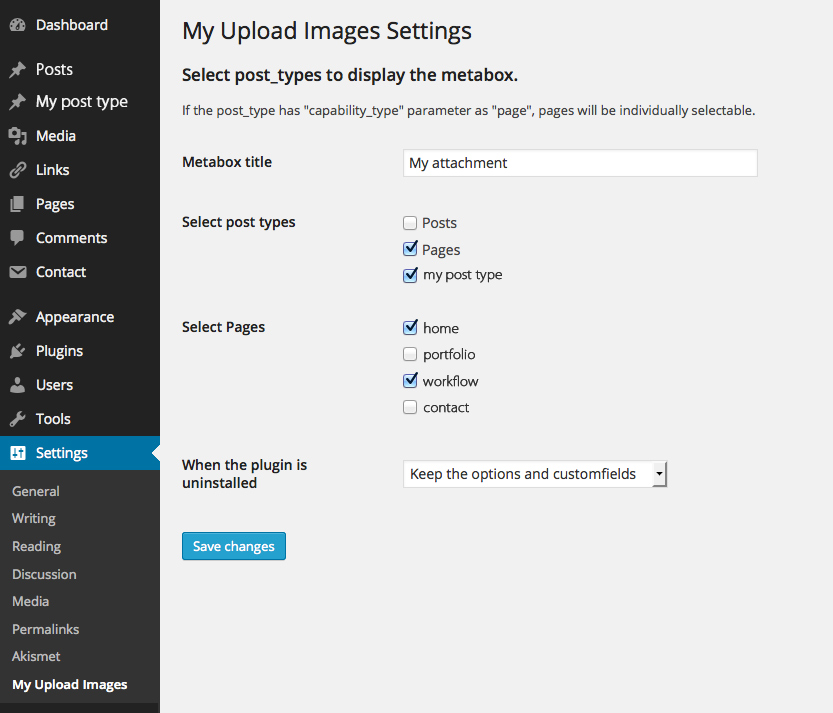 Dashboard
Posts
My post type
Media
Links
Pages
Comments
Contact
Appearance
Plugins
Users
Tools
Settings
General
Writing
Reading
Discussion
Media
Permalinks
Akismet
My Upload Images
My Upload Images Settings
Select post_types to display the metabox.
If the post_type has "capability_type" parameter as "page", pages will be individually selectable.
Metabox title
My attachment
Select post types
Posts
Pages
my post type
Select Pages
home
portfolio
workflow
contact
When the plugin is
uninstalled
Keep the options and customfields
Save changes